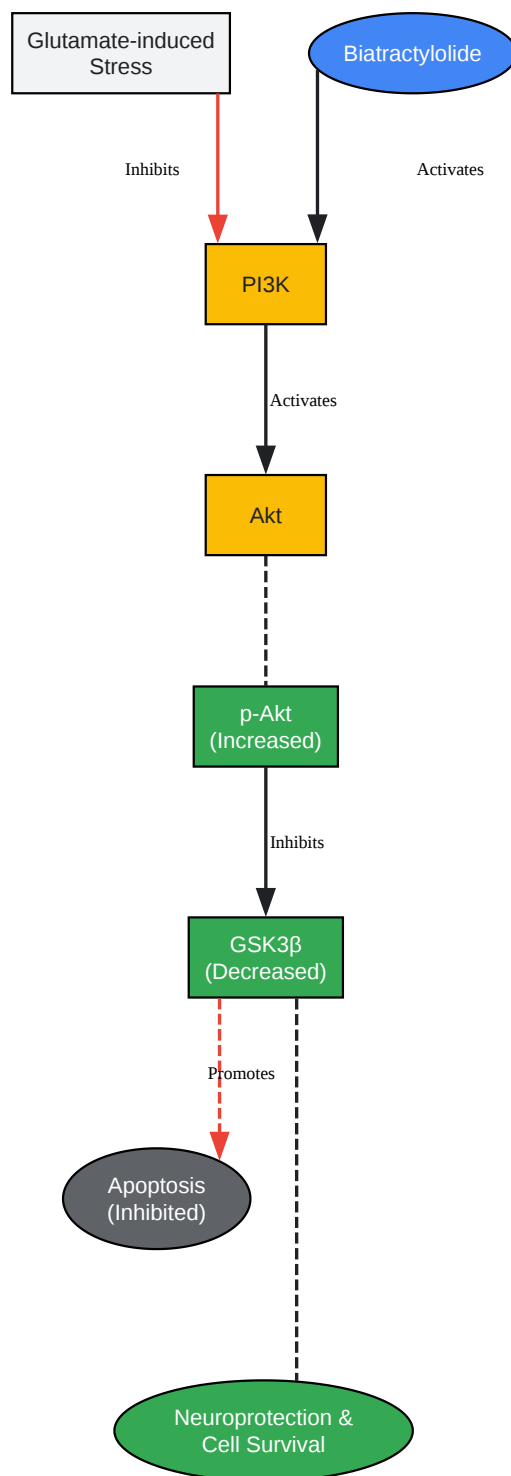 Glutamate-induced
Stress
Biatractylolide
Inhibits
Activates
PI3K
Activates
Akt
p-Akt
(Increased)
Inhibits
GSK3β
(Decreased)
Promotes
Apoptosis
(Inhibited)
Neuroprotection &
Cell Survival